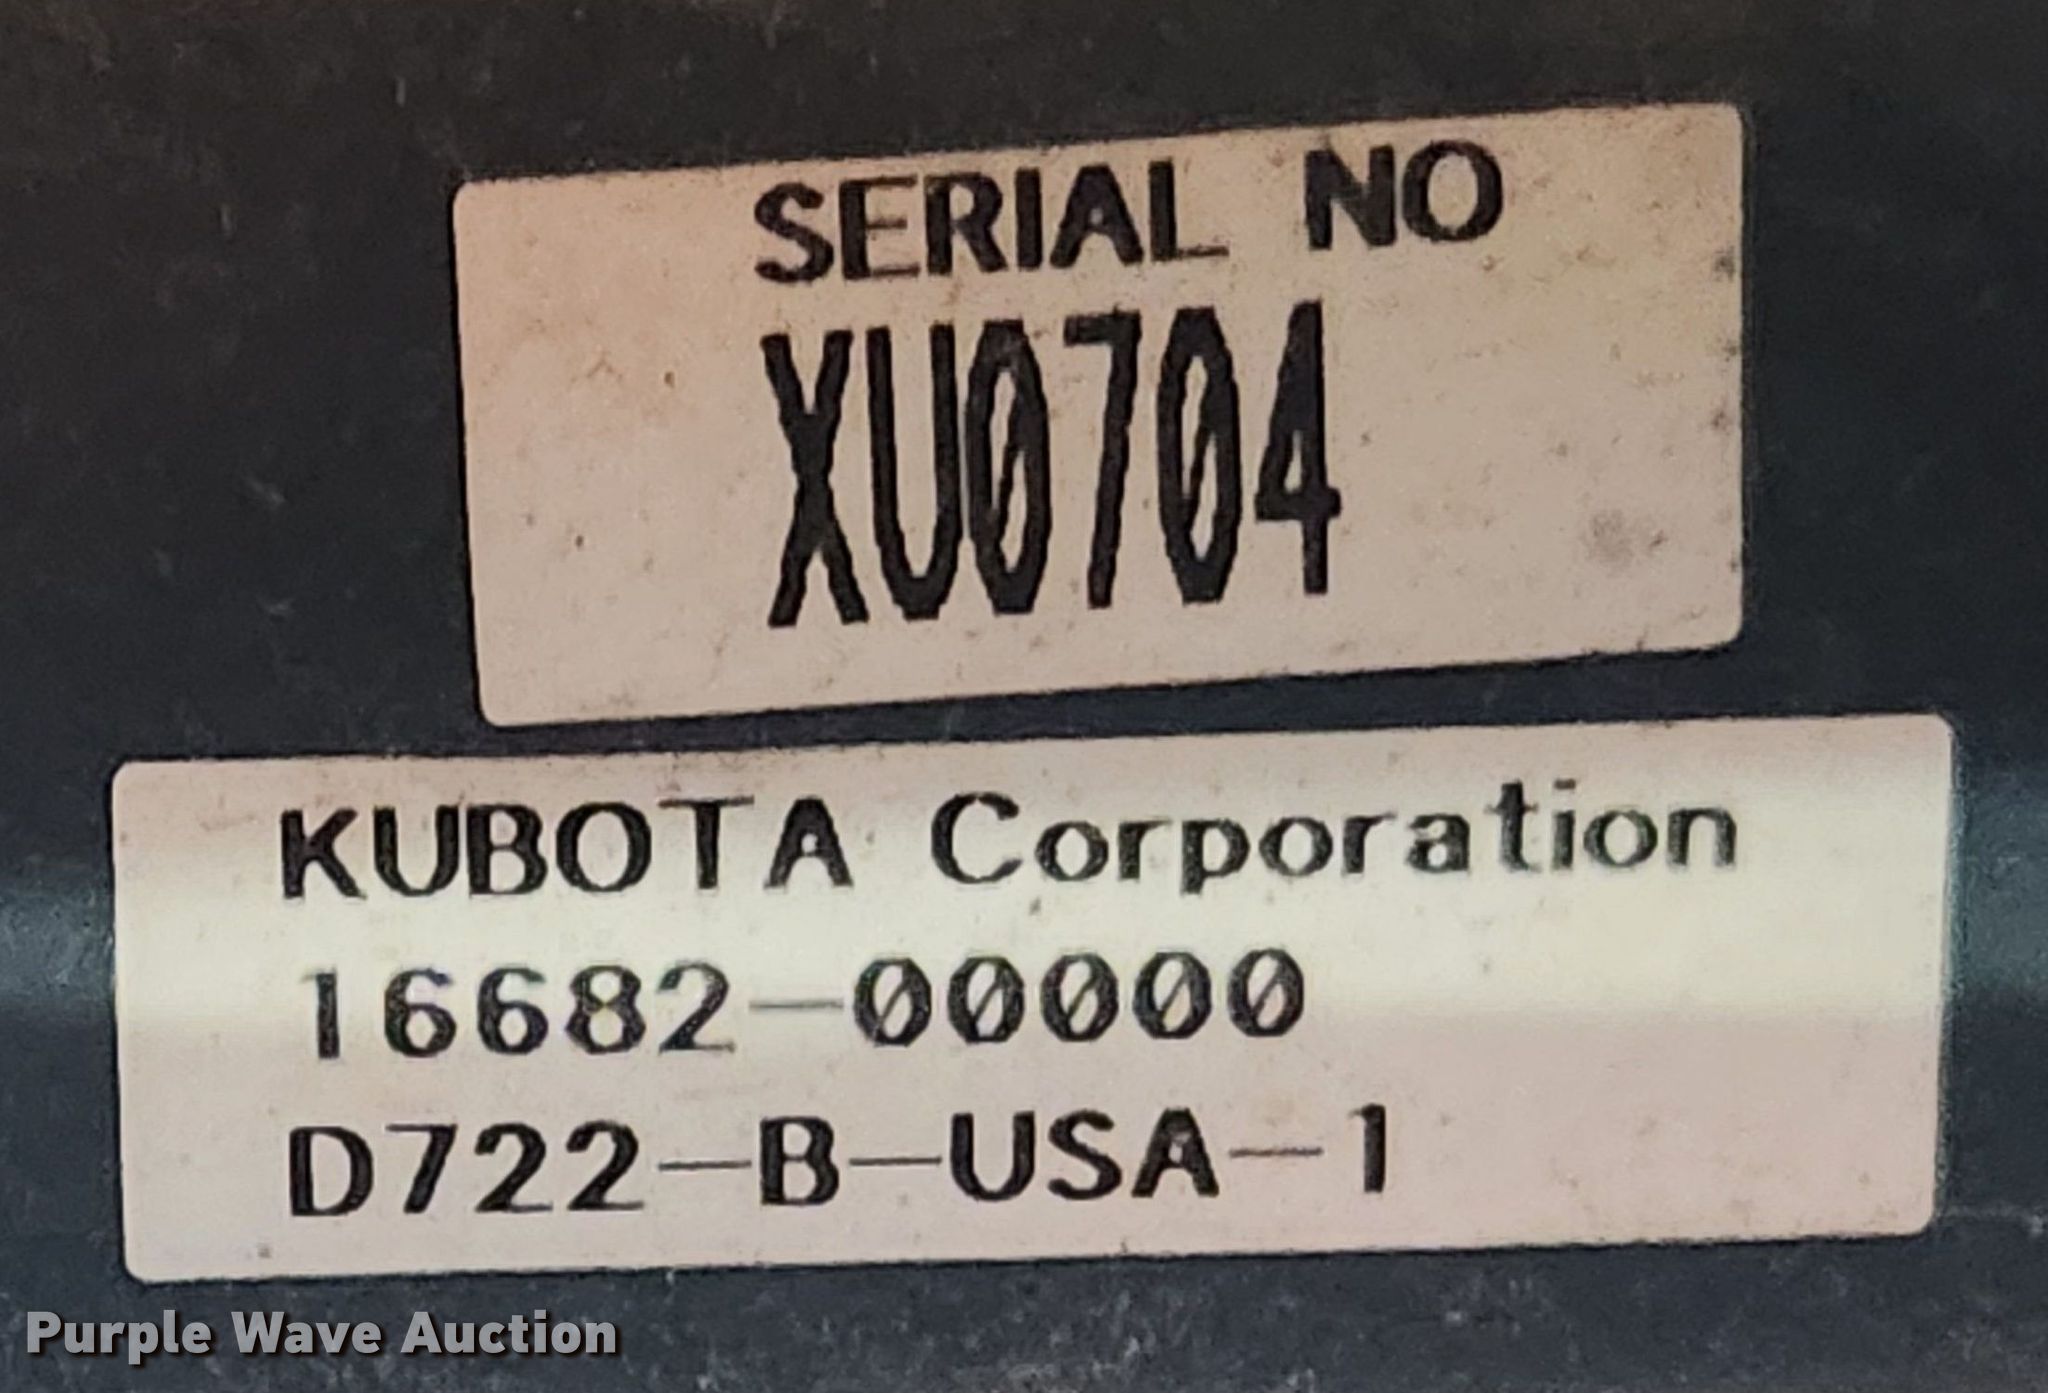 SERIAL NO
XU0704
KUBOTA Corporation
16682-00000
D722-B-USA-1
Purple Wave Auction